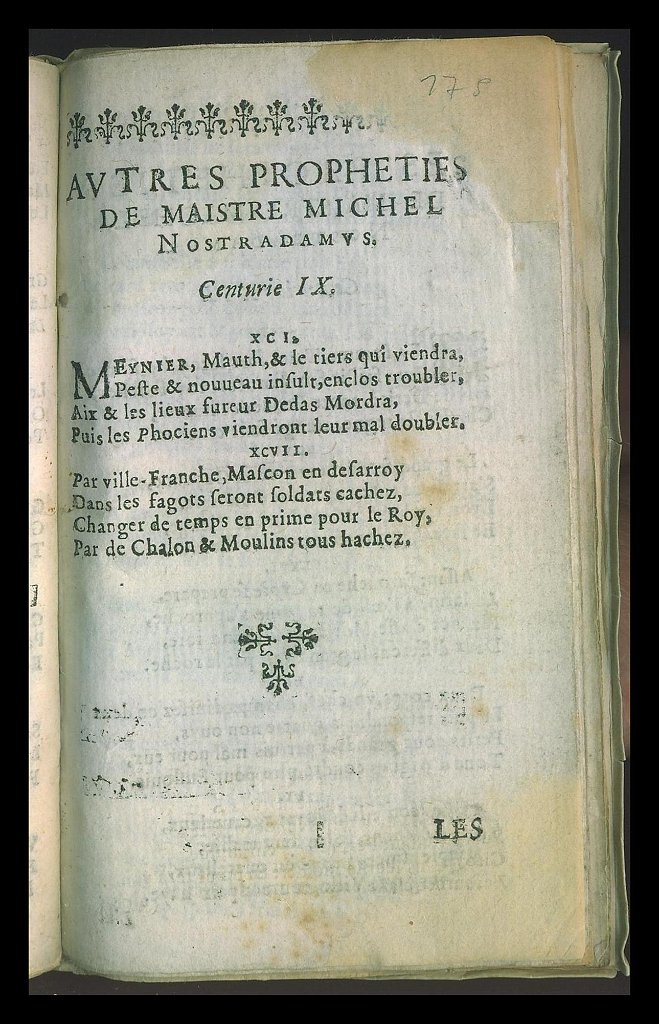 178
AVTRES PROPHETIES
DE MAISTRE MICHEL
NOSTRADAMVS.
Centurie IX.
XCI.
MEYNIER, Mauth,& le tiers qui viendra,
Peſte & nouueau inſult,enclos troubler,
Aix & les lieux fureur Dedas Mordra,
Puis les Phociens viendront leur mal doubler.
XCVII.
Par ville-Franche,Maſcon en deſarroy
Dans les fagots ſeront ſoldats cachez,
Changer de temps en prime pour le Roy,
Par de Chalon & Moulins tous hachez.
LES